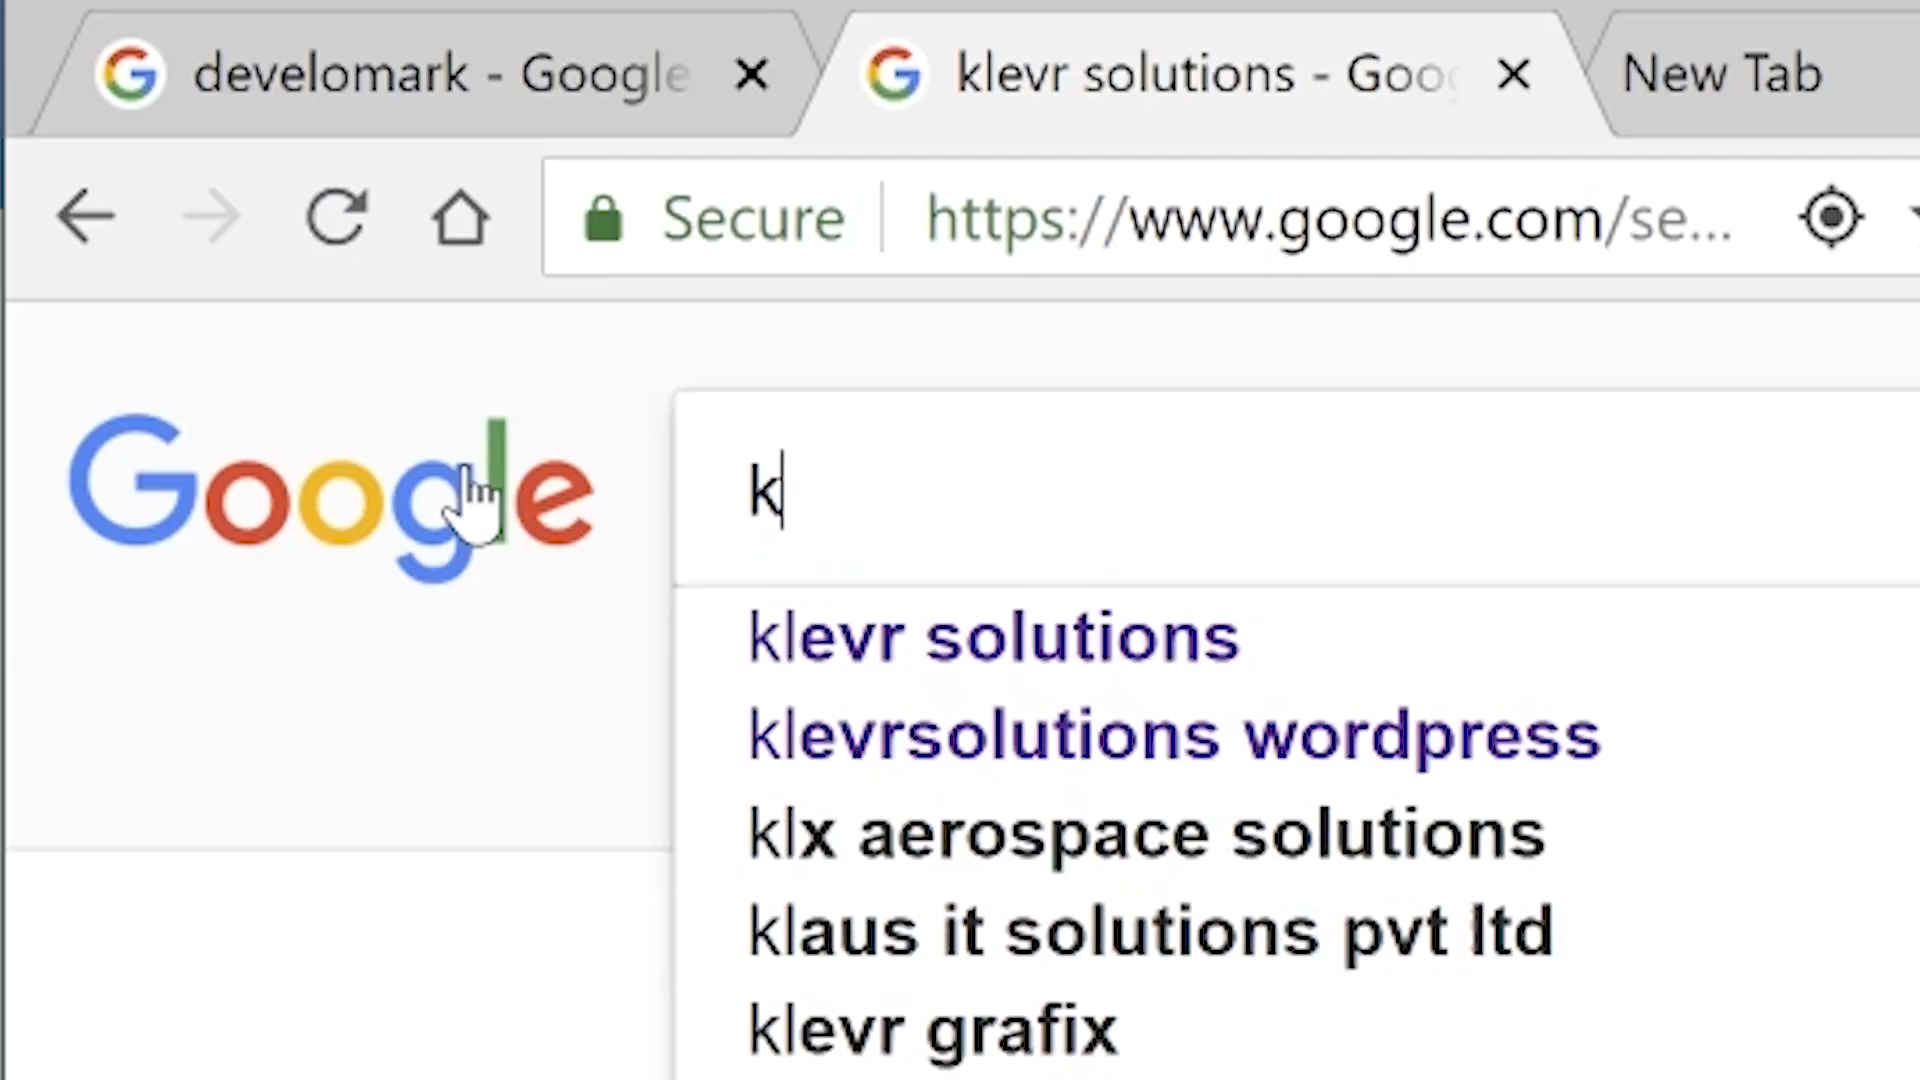 develomark - Google
klevr solutions - Goog
New Tab
Secure
https://www.google.com/se...
Google
k
klevr solutions
klevrsolutions wordpress
klx aerospace solutions
klaus it solutions pvt ltd
klevr grafix